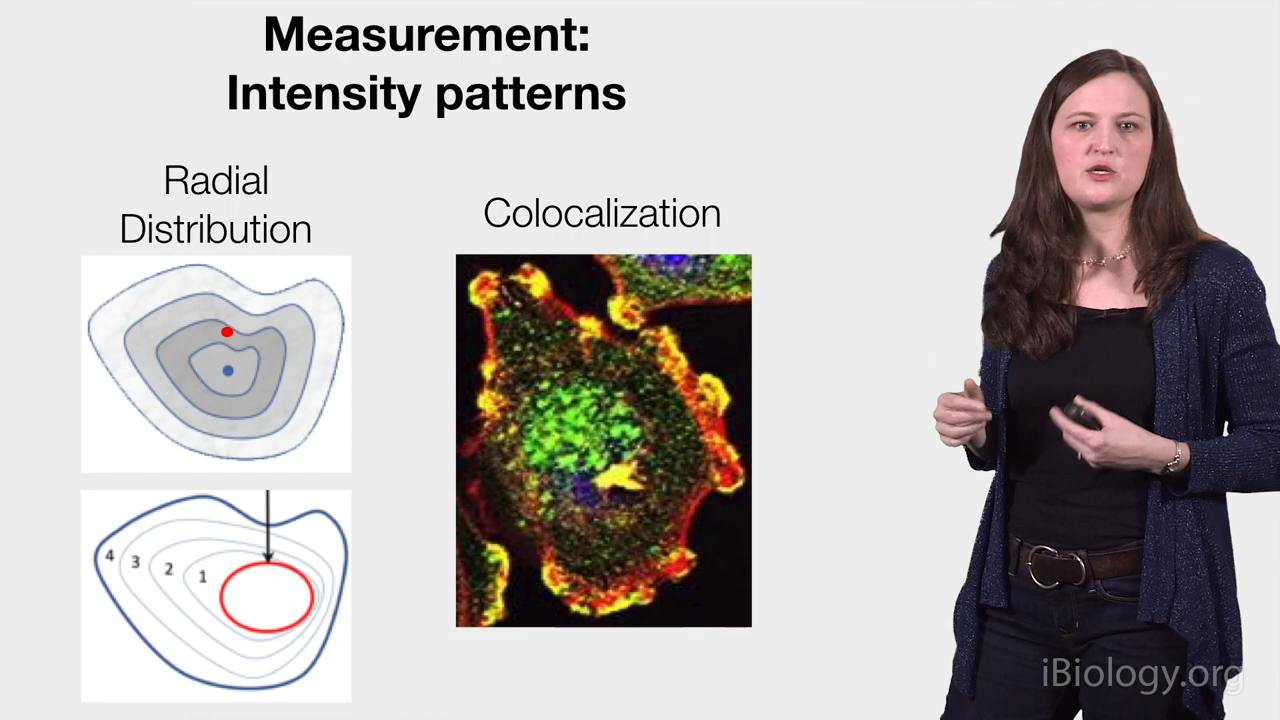 Measurement:
Intensity patterns
Radial
Distribution
Colocalization
4
3
2
1
iBiology.org